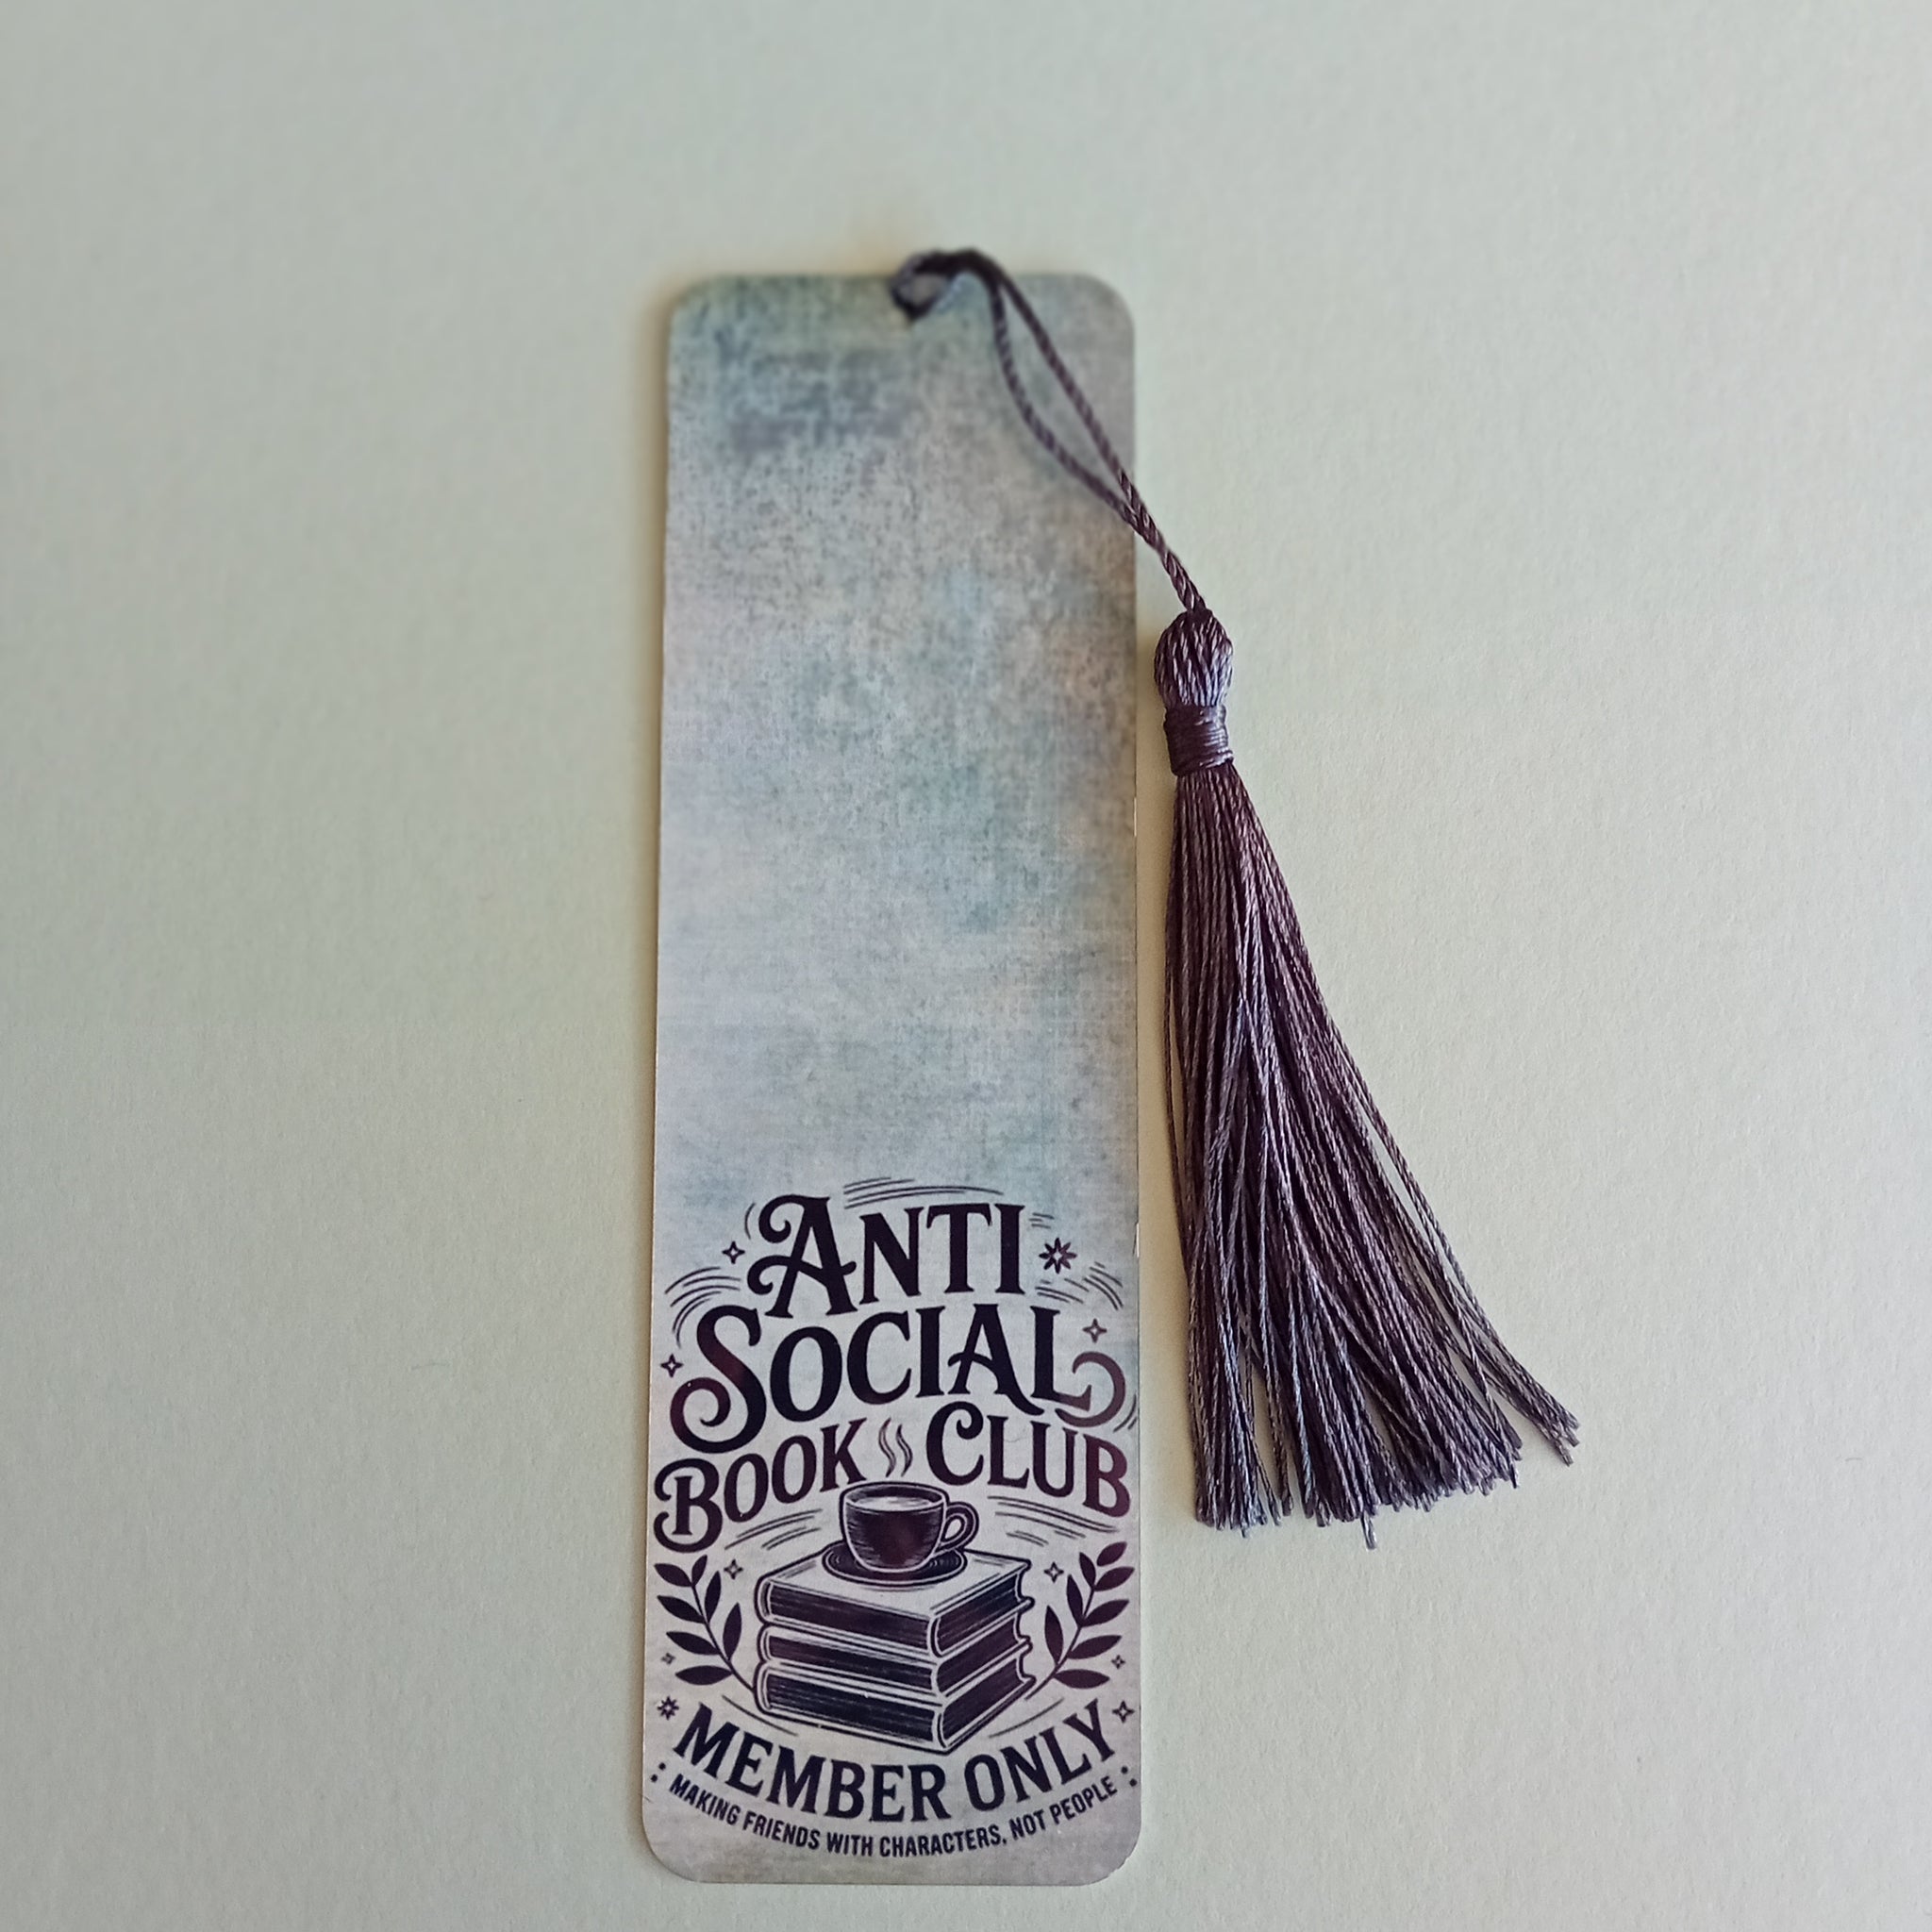 ANTI
SOCIAL
BOOK CLUB
MEMBER ONLY
: MAKING FRIENDS WITH CHARACTERS, NOT PEOPLE :